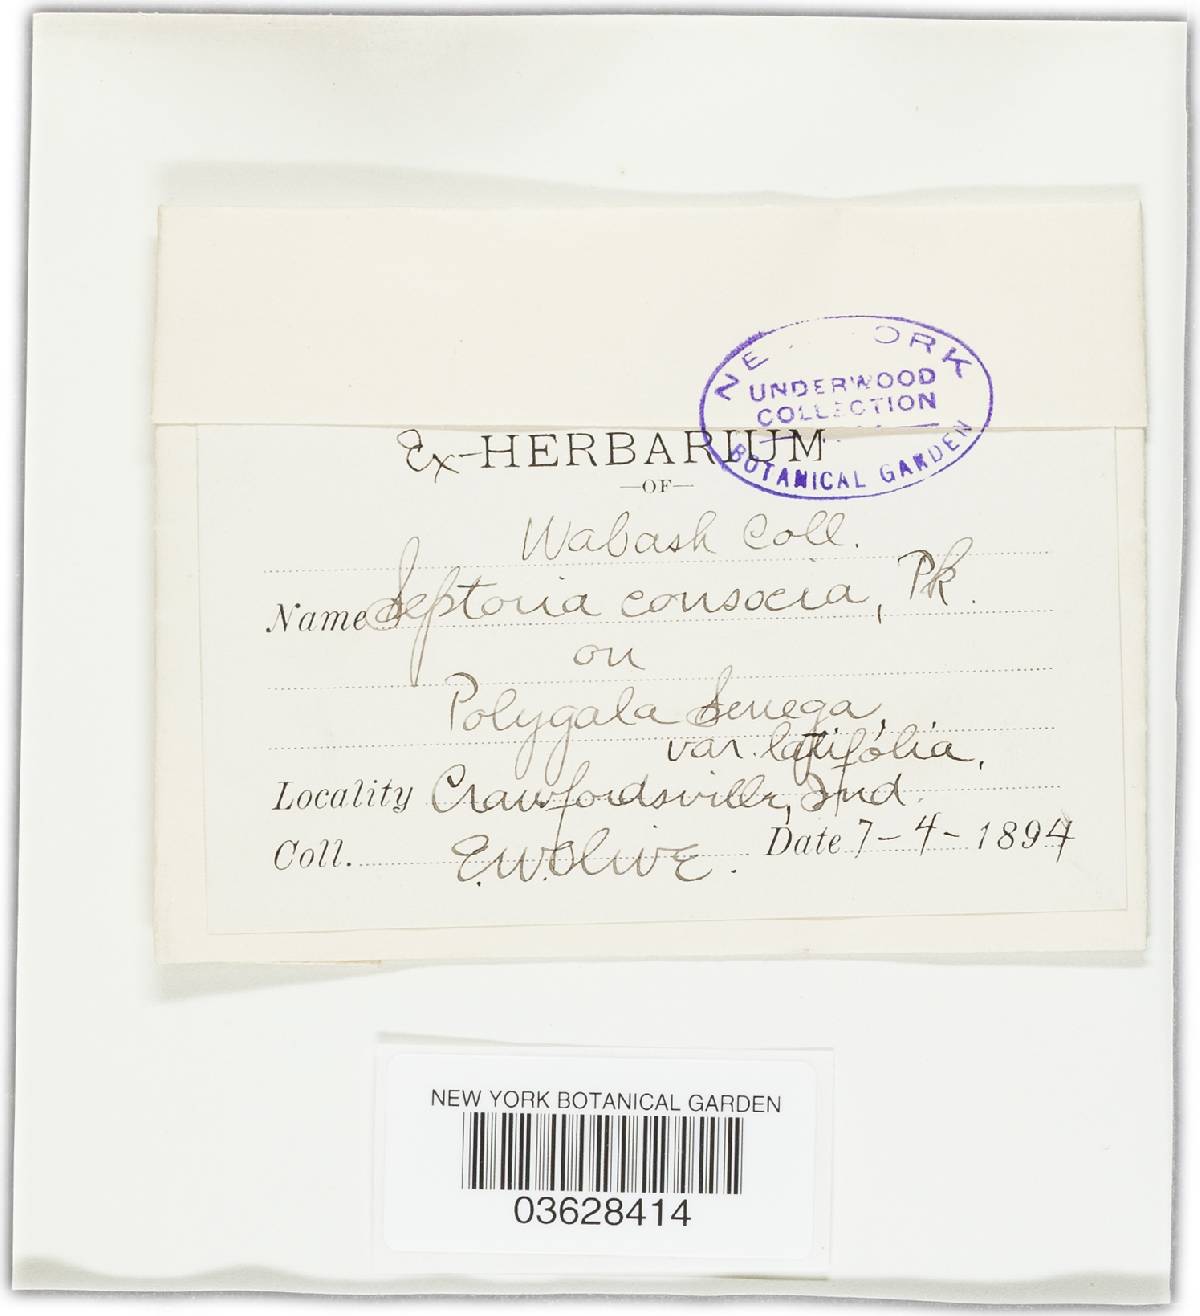 NEW YORK
UNDERWOOD
COLLECTION
BOTANICAL GARDEN
Ex-HERBARIUM
—OF—
Wabash Coll.
Name Septoria consocia, Pk.
on
Polygala Senega,
var. latifolia.
Locality Crawfordsville, Ind.
Coll. E.W.Olive. Date 7-4-1894
NEW YORK BOTANICAL GARDEN
03628414